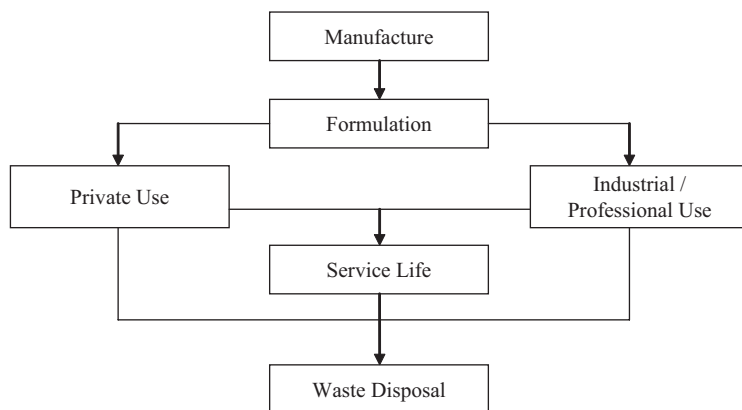 Manufacture
Formulation
Private Use
Industrial /
Professional Use
Service Life
Waste Disposal